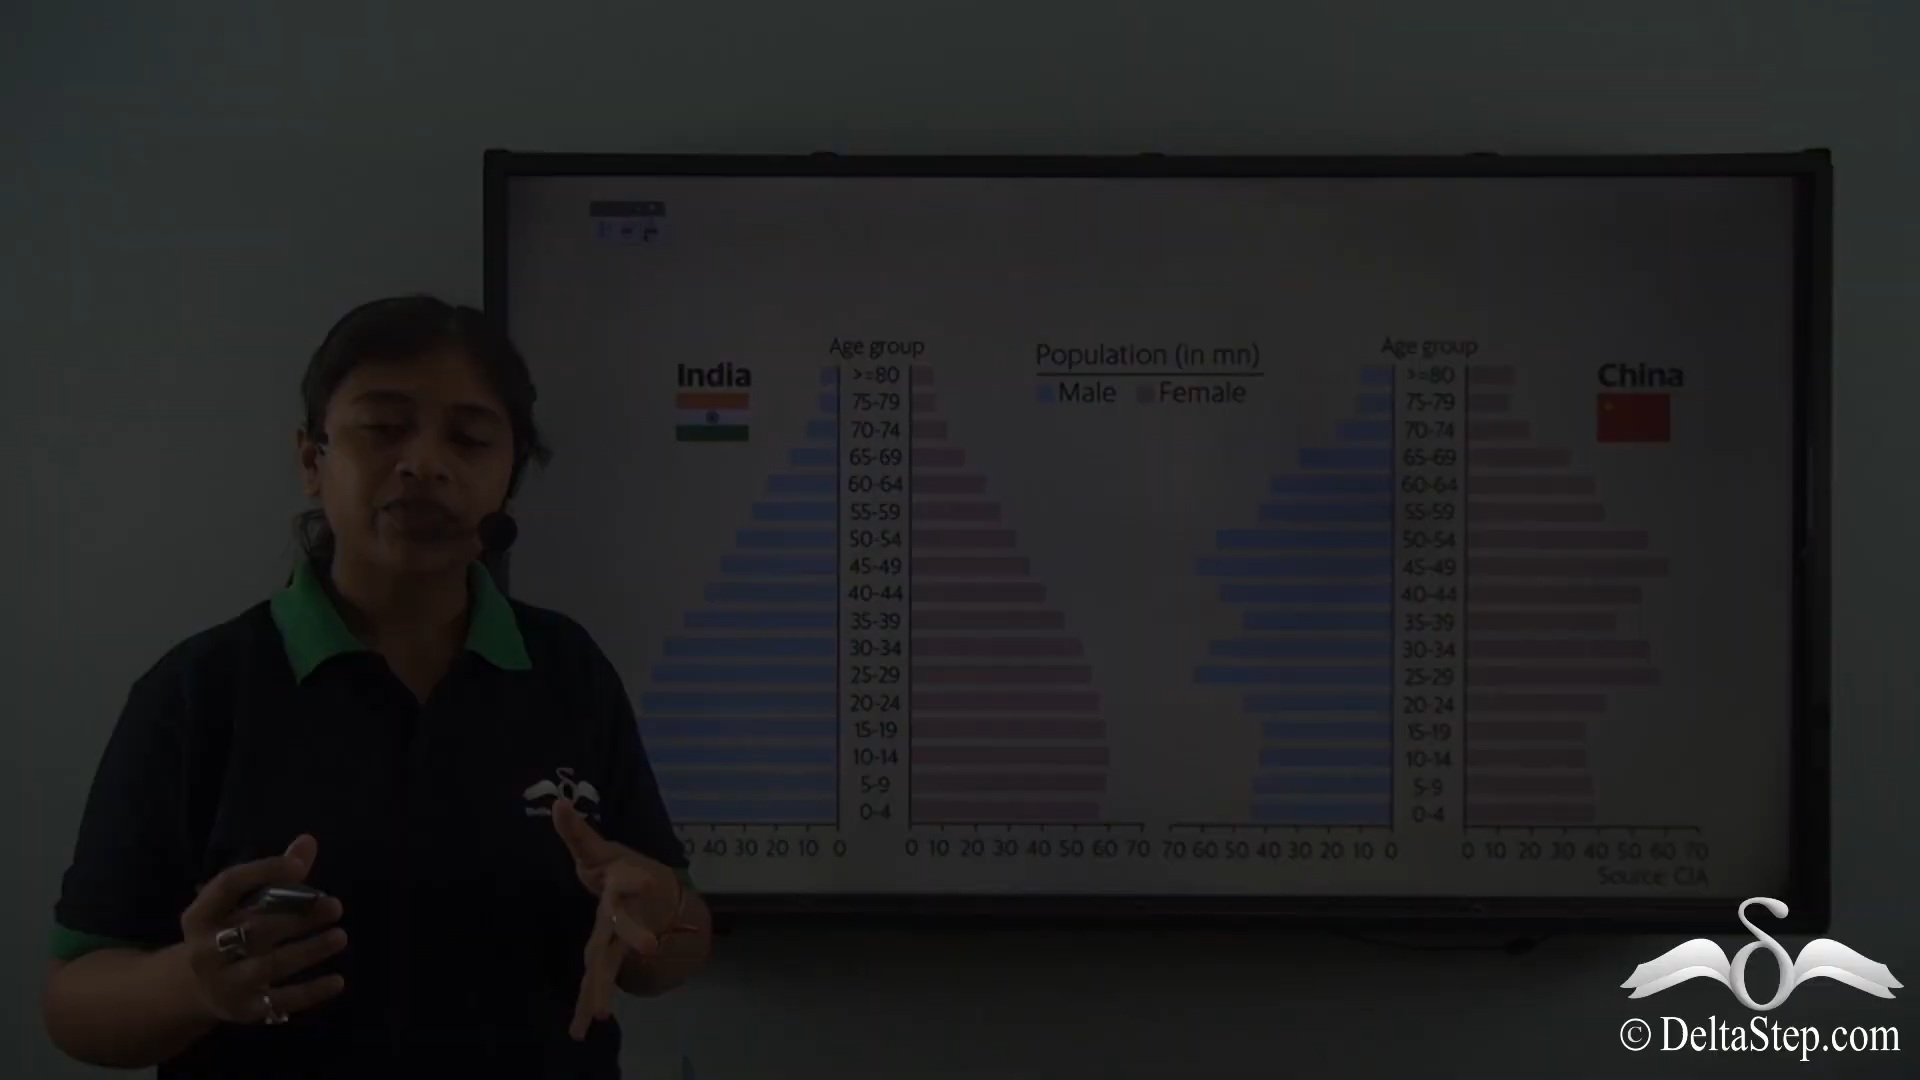 India
Age group
>=80
75-79
70-74
65-69
60-64
55-59
50-54
45-49
40-44
35-39
30-34
25-29
20-24
15-19
10-14
5-9
0-4
40 30 20 10 0
0 10 20 30 40 50 60 70
Population (in mn)
Male Female
Age group
>=80
75-79
70-74
65-69
60-64
55-59
50-54
45-49
40-44
35-39
30-34
25-29
20-24
15-19
10-14
5-9
0-4
China
70 60 50 40 30 20 10 0
0 10 20 30 40 50 60 70
Source: CIA
© DeltaStep.com